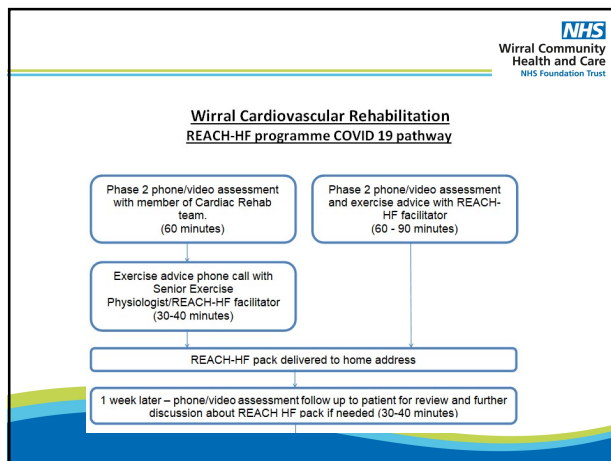 NHS
Wirral Community
Health and Care
NHS Foundation Trust
Wirral Cardiovascular Rehabilitation
REACH-HF programme COVID 19 pathway
Phase 2 phone/video assessment
with member of Cardiac Rehab
team.
(60 minutes)
Phase 2 phone/video assessment
and exercise advice with REACH-
HF facilitator
(60 - 90 minutes)
Exercise advice phone call with
Senior Exercise
Physiologist/REACH-HF facilitator
(30-40 minutes)
REACH-HF pack delivered to home address
1 week later – phone/video assessment follow up to patient for review and further
discussion about REACH HF pack if needed (30-40 minutes)